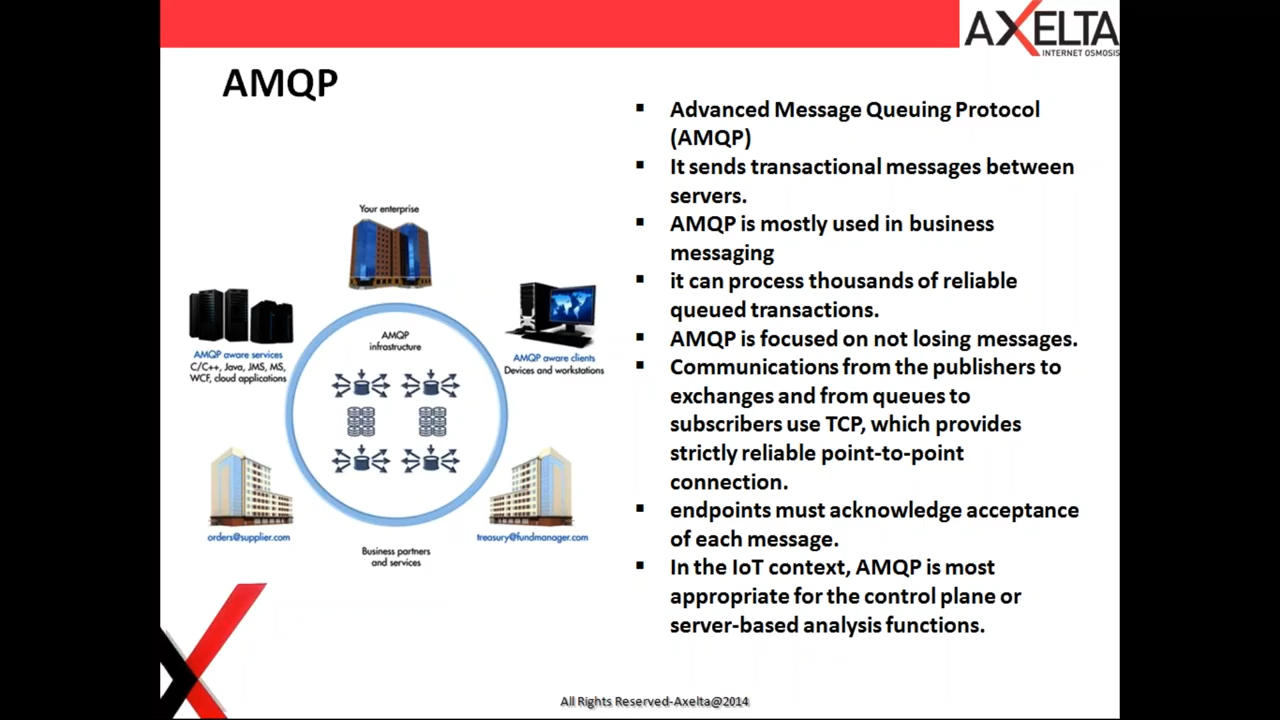 AXELTA
INTERNET OSMOSIS
AMQP
Your enterprise
AMQP aware services
C/C++, Java, JMS, MS,
WCF, cloud applications
AMQP
infrastructure
AMQP aware clients
Devices and workstations
orders@supplier.com
treasury@fundmanager.com
Business partners
and services
▪ Advanced Message Queuing Protocol
(AMQP)
▪ It sends transactional messages between
servers.
▪ AMQP is mostly used in business
messaging
▪ it can process thousands of reliable
queued transactions.
▪ AMQP is focused on not losing messages.
▪ Communications from the publishers to
exchanges and from queues to
subscribers use TCP, which provides
strictly reliable point-to-point
connection.
▪ endpoints must acknowledge acceptance
of each message.
▪ In the IoT context, AMQP is most
appropriate for the control plane or
server-based analysis functions.
All Rights Reserved-Axelta@2014